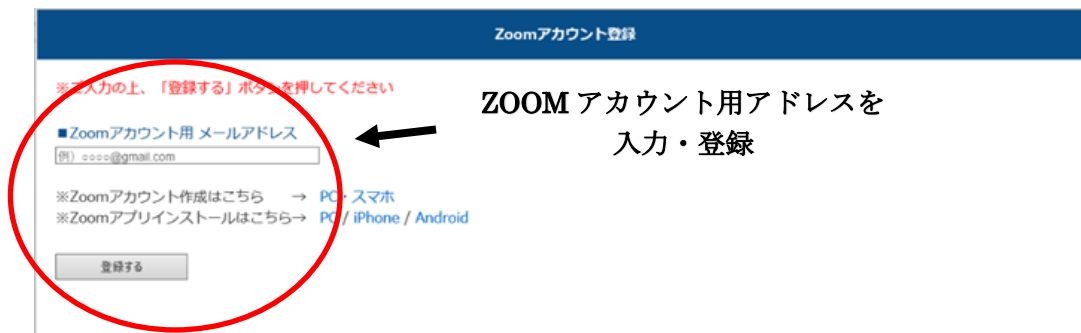 Zoomアカウント登録
※ご入力の上、「登録する」ボタンを押してください
ZOOM アカウント用アドレスを
入力・登録
■Zoomアカウント用 メールアドレス
例）○○○○@gmail.com
※Zoomアカウント作成はこちら　→　PC・スマホ
※Zoomアプリインストールはこちら→　PC / iPhone / Android
登録する